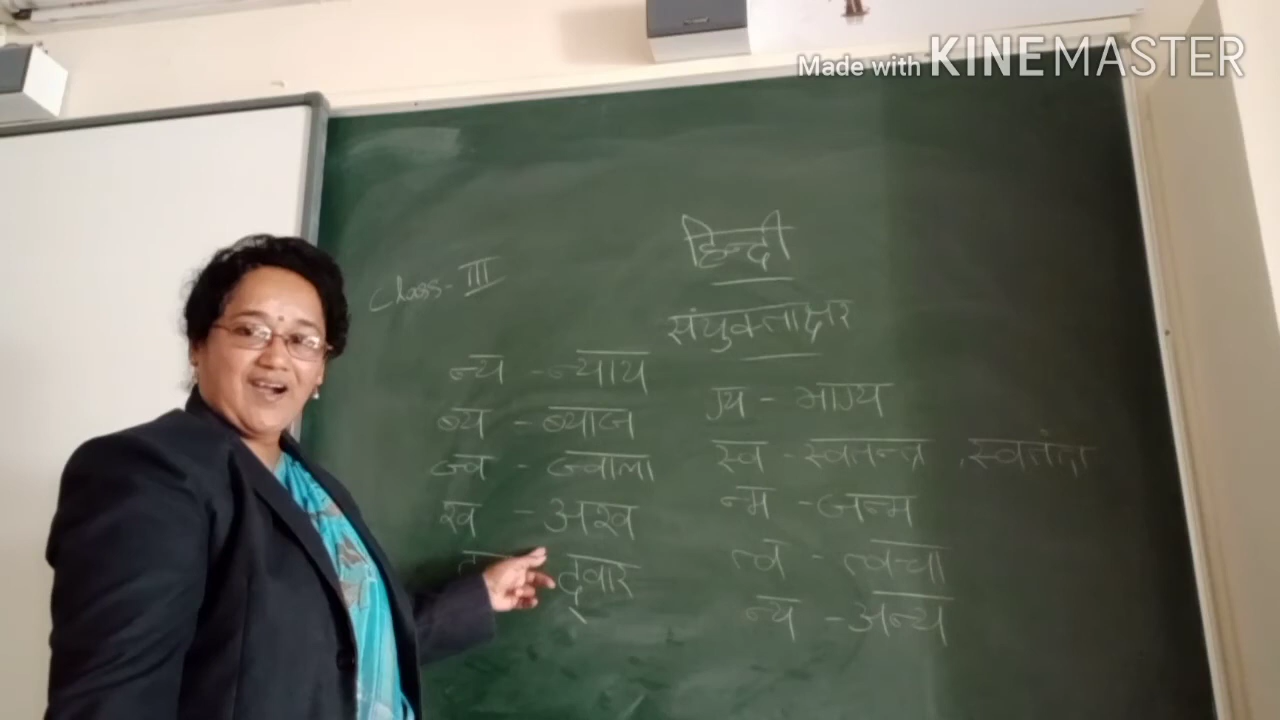 Made with KINEMASTER
हिन्दी
Class - III
संयुक्ताक्षर
न्य - न्याय
ब्य - ब्याज
ज्व - ज्वाला
श्व - अश्व
द्वार
ग्य - भाग्य
स्व - स्वतन्त्र , स्वतंत्र
न्म - जन्म
त्व - त्वचा
न्य - अन्य